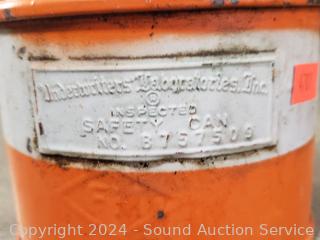 Underwriters' Laboratories, Inc.
INSPECTED
SAFETY CAN
NO. B757509
Copyright 2024 - Sound Auction Service